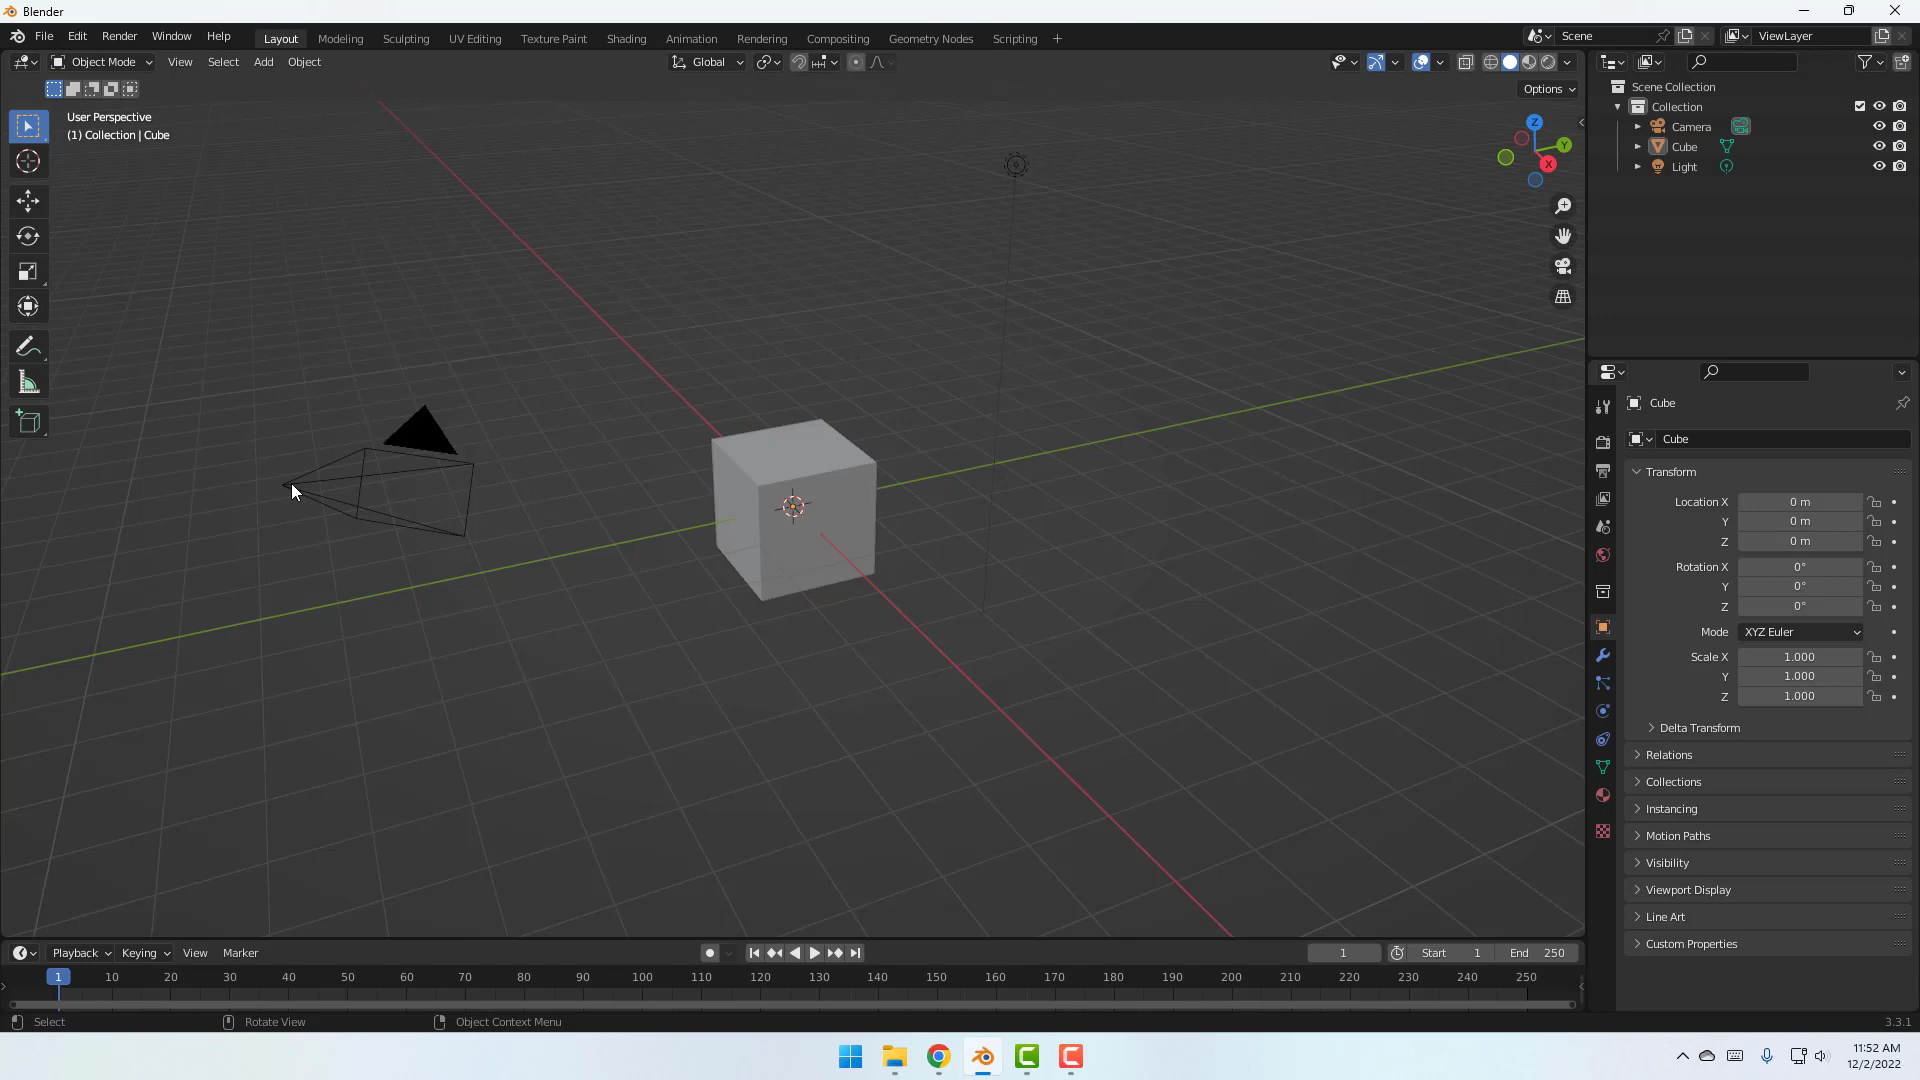 Blender
File Edit Render Window Help Layout Modeling Sculpting UV Editing Texture Paint Shading Animation Rendering Compositing Geometry Nodes Scripting + Scene ViewLayer
Object Mode View Select Add Object Global
Options
User Perspective
(1) Collection | Cube
Z
Y
X
Scene Collection
Collection
Camera
Cube
Light
Cube
Cube
Transform
Location X 0 m
Y 0 m
Z 0 m
Rotation X 0°
Y 0°
Z 0°
Mode XYZ Euler
Scale X 1.000
Y 1.000
Z 1.000
Delta Transform
Relations
Collections
Instancing
Motion Paths
Visibility
Viewport Display
Line Art
Custom Properties
Playback Keying View Marker 1 Start 1 End 250
1 10 20 30 40 50 60 70 80 90 100 110 120 130 140 150 160 170 180 190 200 210 220 230 240 250
Select Rotate View Object Context Menu 3.3.1
11:52 AM
12/2/2022